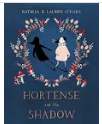 NATALIA & LAUREN O'HARA
HORTENSE
and the
SHADOW